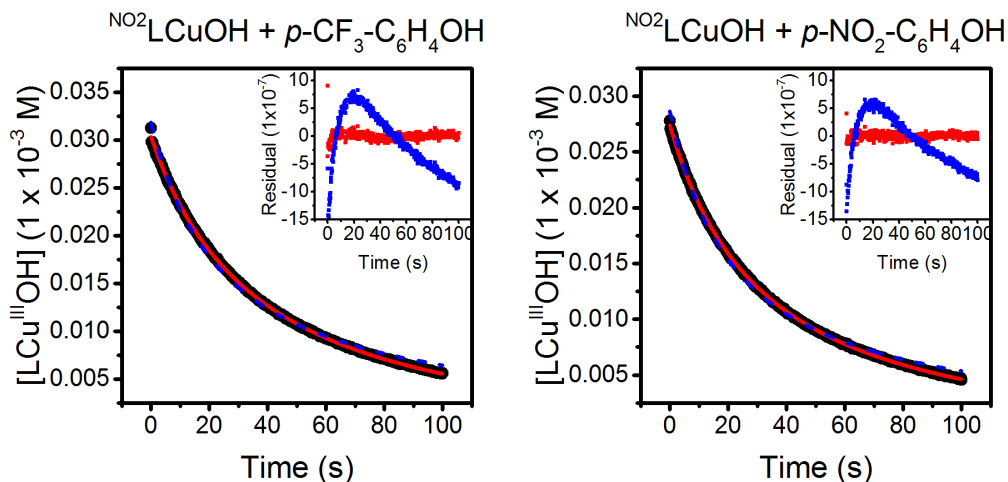 NO2LCuOH + p-CF3-C6H4OH
[LCuIIIOH] (1 x 10-3 M)
0.035
0.030
0.025
0.020
0.015
0.010
0.005
0 20 40 60 80 100
Time (s)
Residual (1x10-7)
10
5
0
-5
-10
-15
0 20 40 60 80 100
Time (s)
NO2LCuOH + p-NO2-C6H4OH
[LCuIIIOH] (1 x 10-3 M)
0.030
0.025
0.020
0.015
0.010
0.005
0 20 40 60 80 100
Time (s)
Residual (1x10-7)
10
5
0
-5
-10
-15
0 20 40 60 80 100
Time (s)